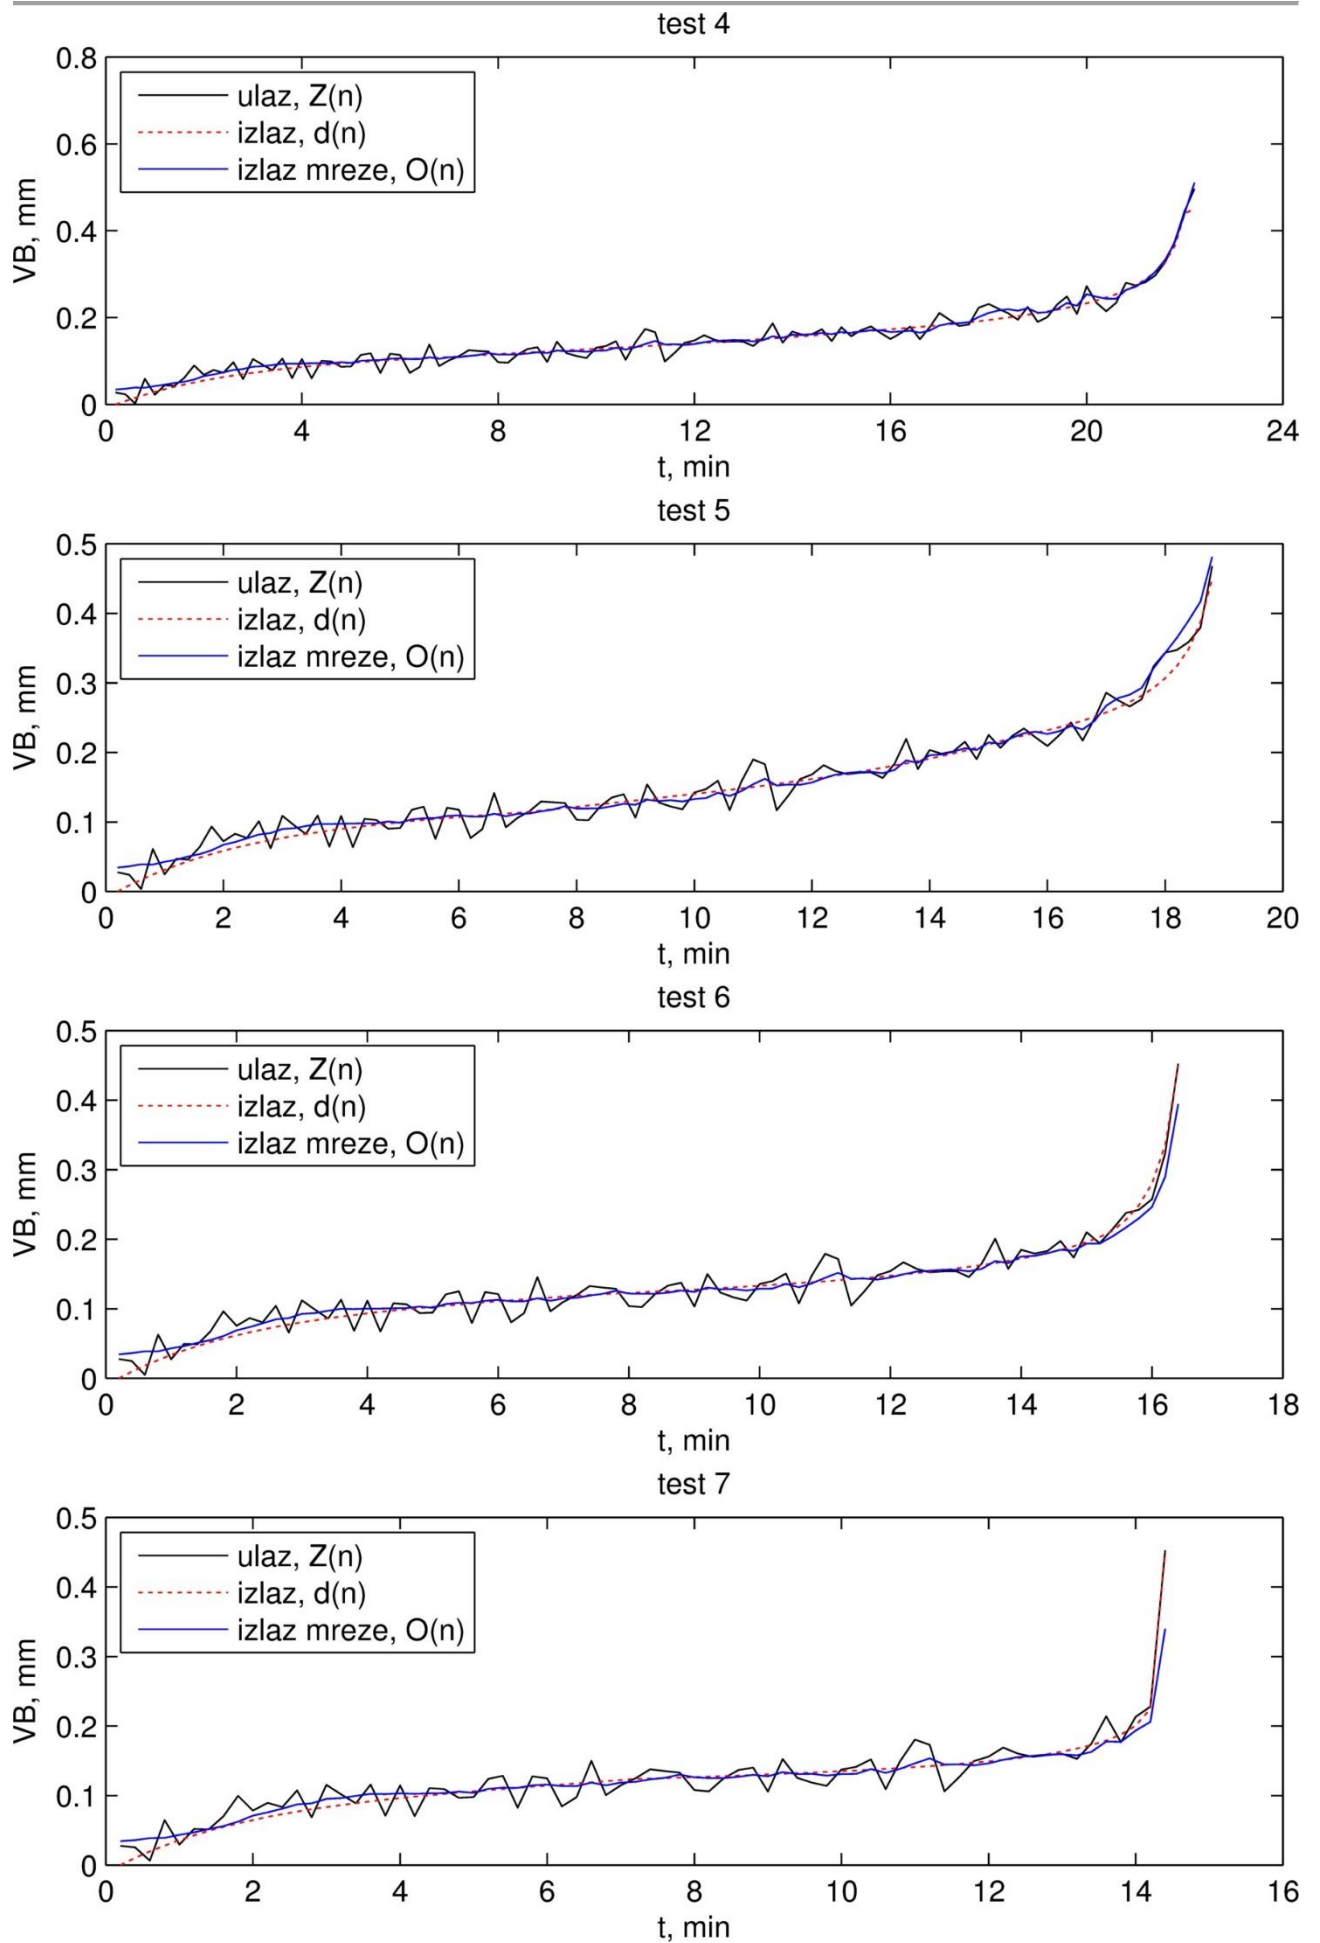 test 4
0.8
0.6
0.4
0.2
0
VB, mm
ulaz, Z(n)
izlaz, d(n)
izlaz mreze, O(n)
0 4 8 12 16 20 24
t, min
test 5
0.5
0.4
0.3
0.2
0.1
0
VB, mm
ulaz, Z(n)
izlaz, d(n)
izlaz mreze, O(n)
0 2 4 6 8 10 12 14 16 18 20
t, min
test 6
0.5
0.4
0.3
0.2
0.1
0
VB, mm
ulaz, Z(n)
izlaz, d(n)
izlaz mreze, O(n)
0 2 4 6 8 10 12 14 16 18
t, min
test 7
0.5
0.4
0.3
0.2
0.1
0
VB, mm
ulaz, Z(n)
izlaz, d(n)
izlaz mreze, O(n)
0 2 4 6 8 10 12 14 16
t, min